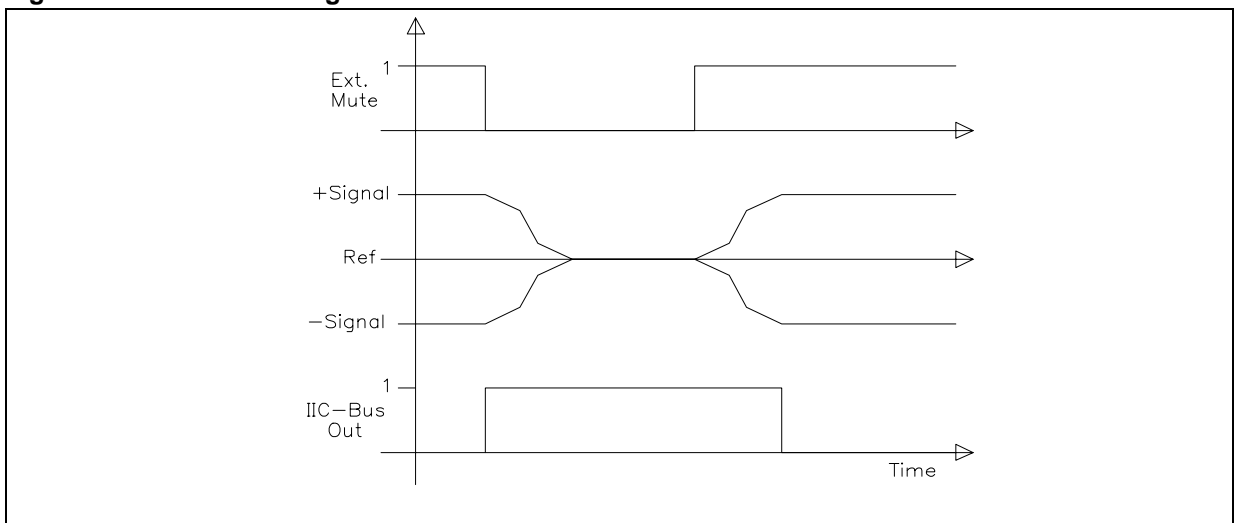 1
Ext.
Mute
+Signal
Ref
-Signal
1
IIC-Bus
Out
Time